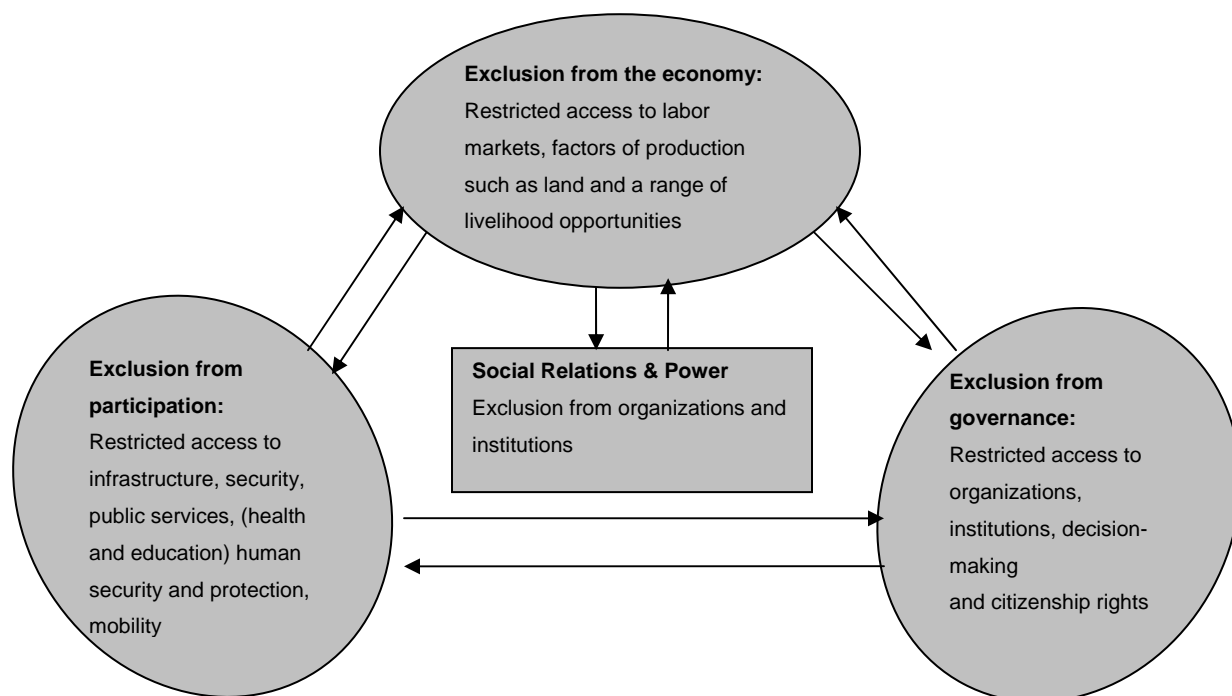 Exclusion from the economy:
Restricted access to labor
markets, factors of production
such as land and a range of
livelihood opportunities
Exclusion from
participation:
Restricted access to
infrastructure, security,
public services, (health
and education) human
security and protection,
mobility
Social Relations & Power
Exclusion from organizations and
institutions
Exclusion from
governance:
Restricted access to
organizations,
institutions, decision-
making
and citizenship rights